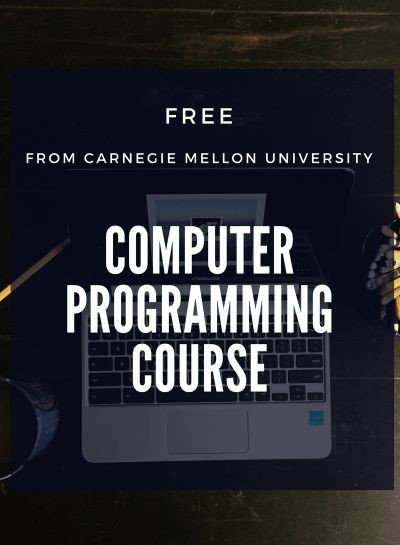 FREE
FROM CARNEGIE MELLON UNIVERSITY
COMPUTER
PROGRAMMING
COURSE